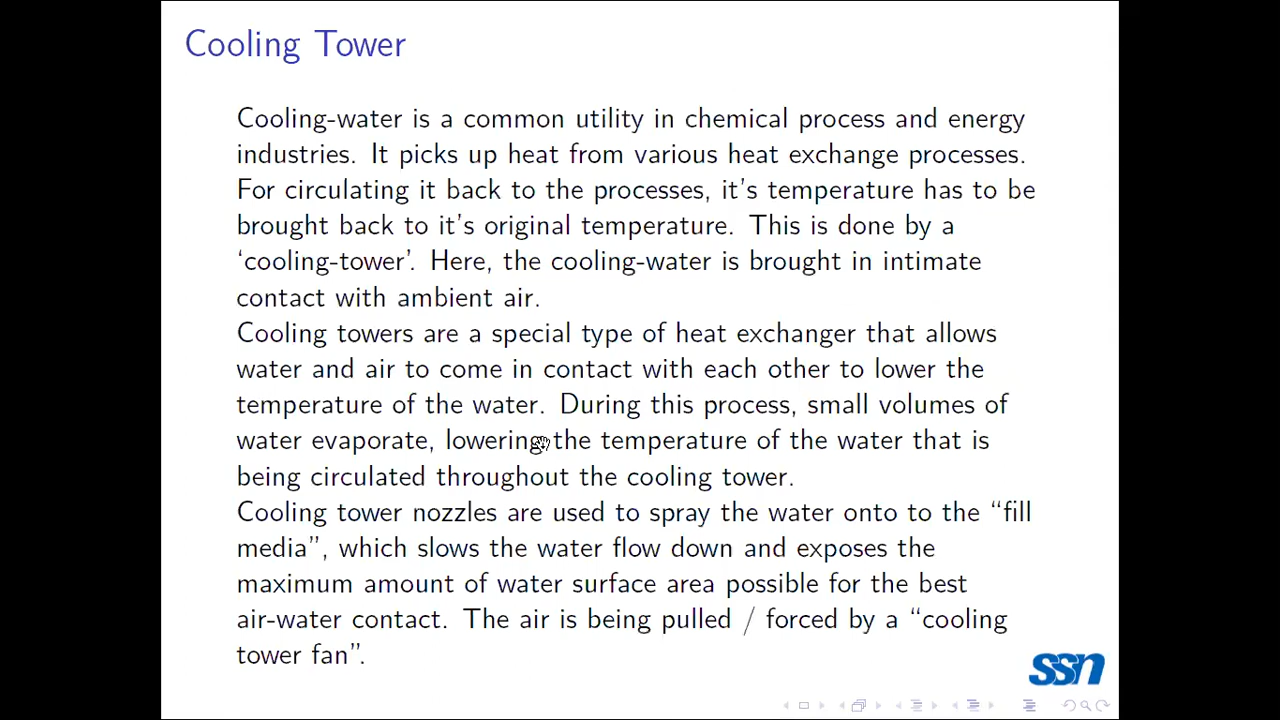 Cooling Tower
Cooling-water is a common utility in chemical process and energy
industries. It picks up heat from various heat exchange processes.
For circulating it back to the processes, it's temperature has to be
brought back to it's original temperature. This is done by a
‘cooling-tower’. Here, the cooling-water is brought in intimate
contact with ambient air.
Cooling towers are a special type of heat exchanger that allows
water and air to come in contact with each other to lower the
temperature of the water. During this process, small volumes of
water evaporate, lowering the temperature of the water that is
being circulated throughout the cooling tower.
Cooling tower nozzles are used to spray the water onto to the “fill
media”, which slows the water flow down and exposes the
maximum amount of water surface area possible for the best
air-water contact. The air is being pulled / forced by a “cooling
tower fan”.
ssn